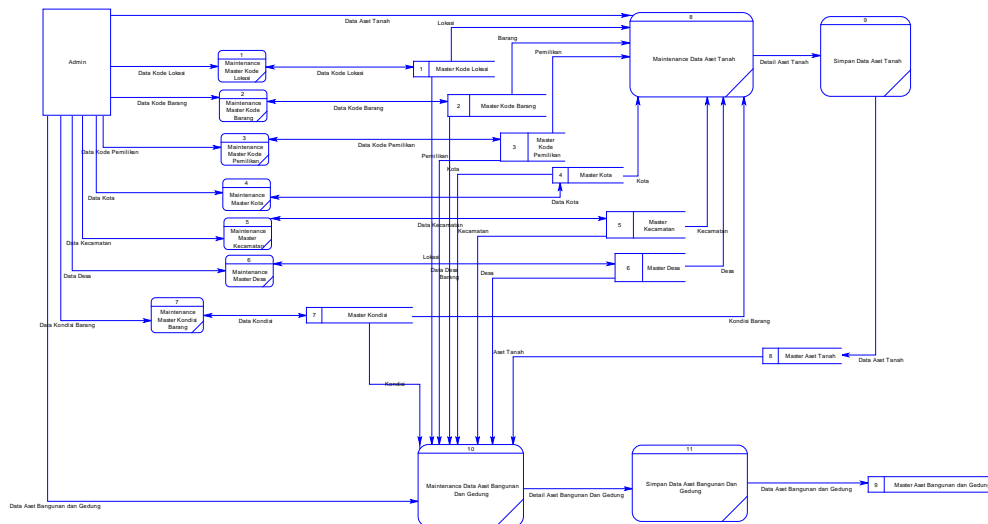 8
9
Data Aset Tanah
Lokasi
Barang
Pemilikan
Maintenance Data Aset Tanah
Detail Aset Tanah
Simpan Data Aset Tanah
Admin
Data Kode Lokasi
1
Maintenance
Master Kode
Lokasi
Data Kode Lokasi
1
Master Kode Lokasi
Data Kode Barang
2
Maintenance
Master Kode
Barang
Data Kode Barang
2
Master Kode Barang
Data Kode Pemilikan
3
Maintenance
Master Kode
Pemilikan
Data Kode Pemilikan
3
Master
Kode
Pemilikan
Pemilikan
Kota
4
Master Kota
Kota
Data Kota
4
Maintenance
Master Kota
Data Kota
Data Kecamatan
5
Maintenance
Master
Kecamatan
Data Kecamatan
Kecamatan
5
Master
Kecamatan
Kecamatan
Data Desa
6
Maintenance
Master Desa
Lokasi
Data Desa
Barang
Desa
6
Master Desa
Desa
Data Kondisi Barang
7
Maintenance
Master Kondisi
Barang
Data Kondisi
7
Master Kondisi
Kondisi Barang
Aset Tanah
8
Master Aset Tanah
Data Aset Tanah
Kondisi
10
Maintenance Data Aset Bangunan
Dan Gedung
Data Aset Bangunan dan Gedung
Detail Aset Bangunan Dan Gedung
11
Simpan Data Aset Bangunan Dan
Gedung
Data Aset Bangunan dan Gedung
9
Master Aset Bangunan dan Gedung